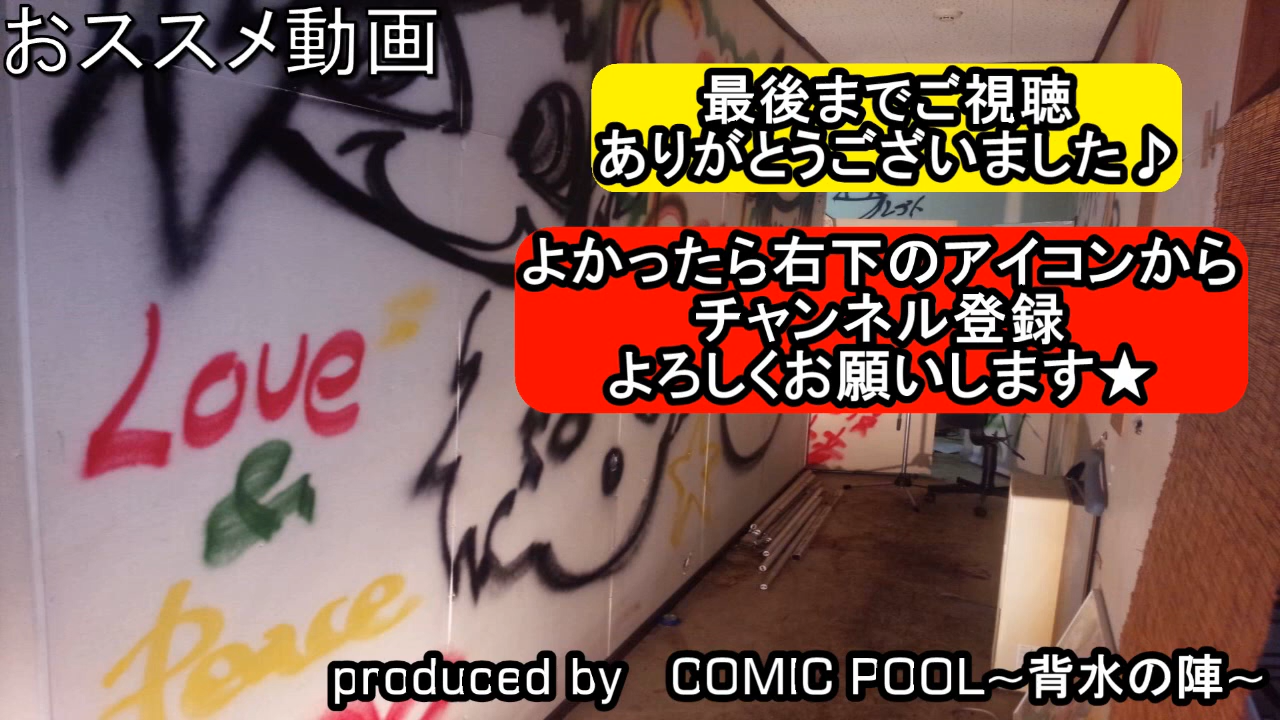 おススメ動画
最後までご視聴
ありがとうございました♪
よかったら右下のアイコンから
チャンネル登録
よろしくお願いします★
Love
&
Peace
produced by COMIC POOL~背水の陣~